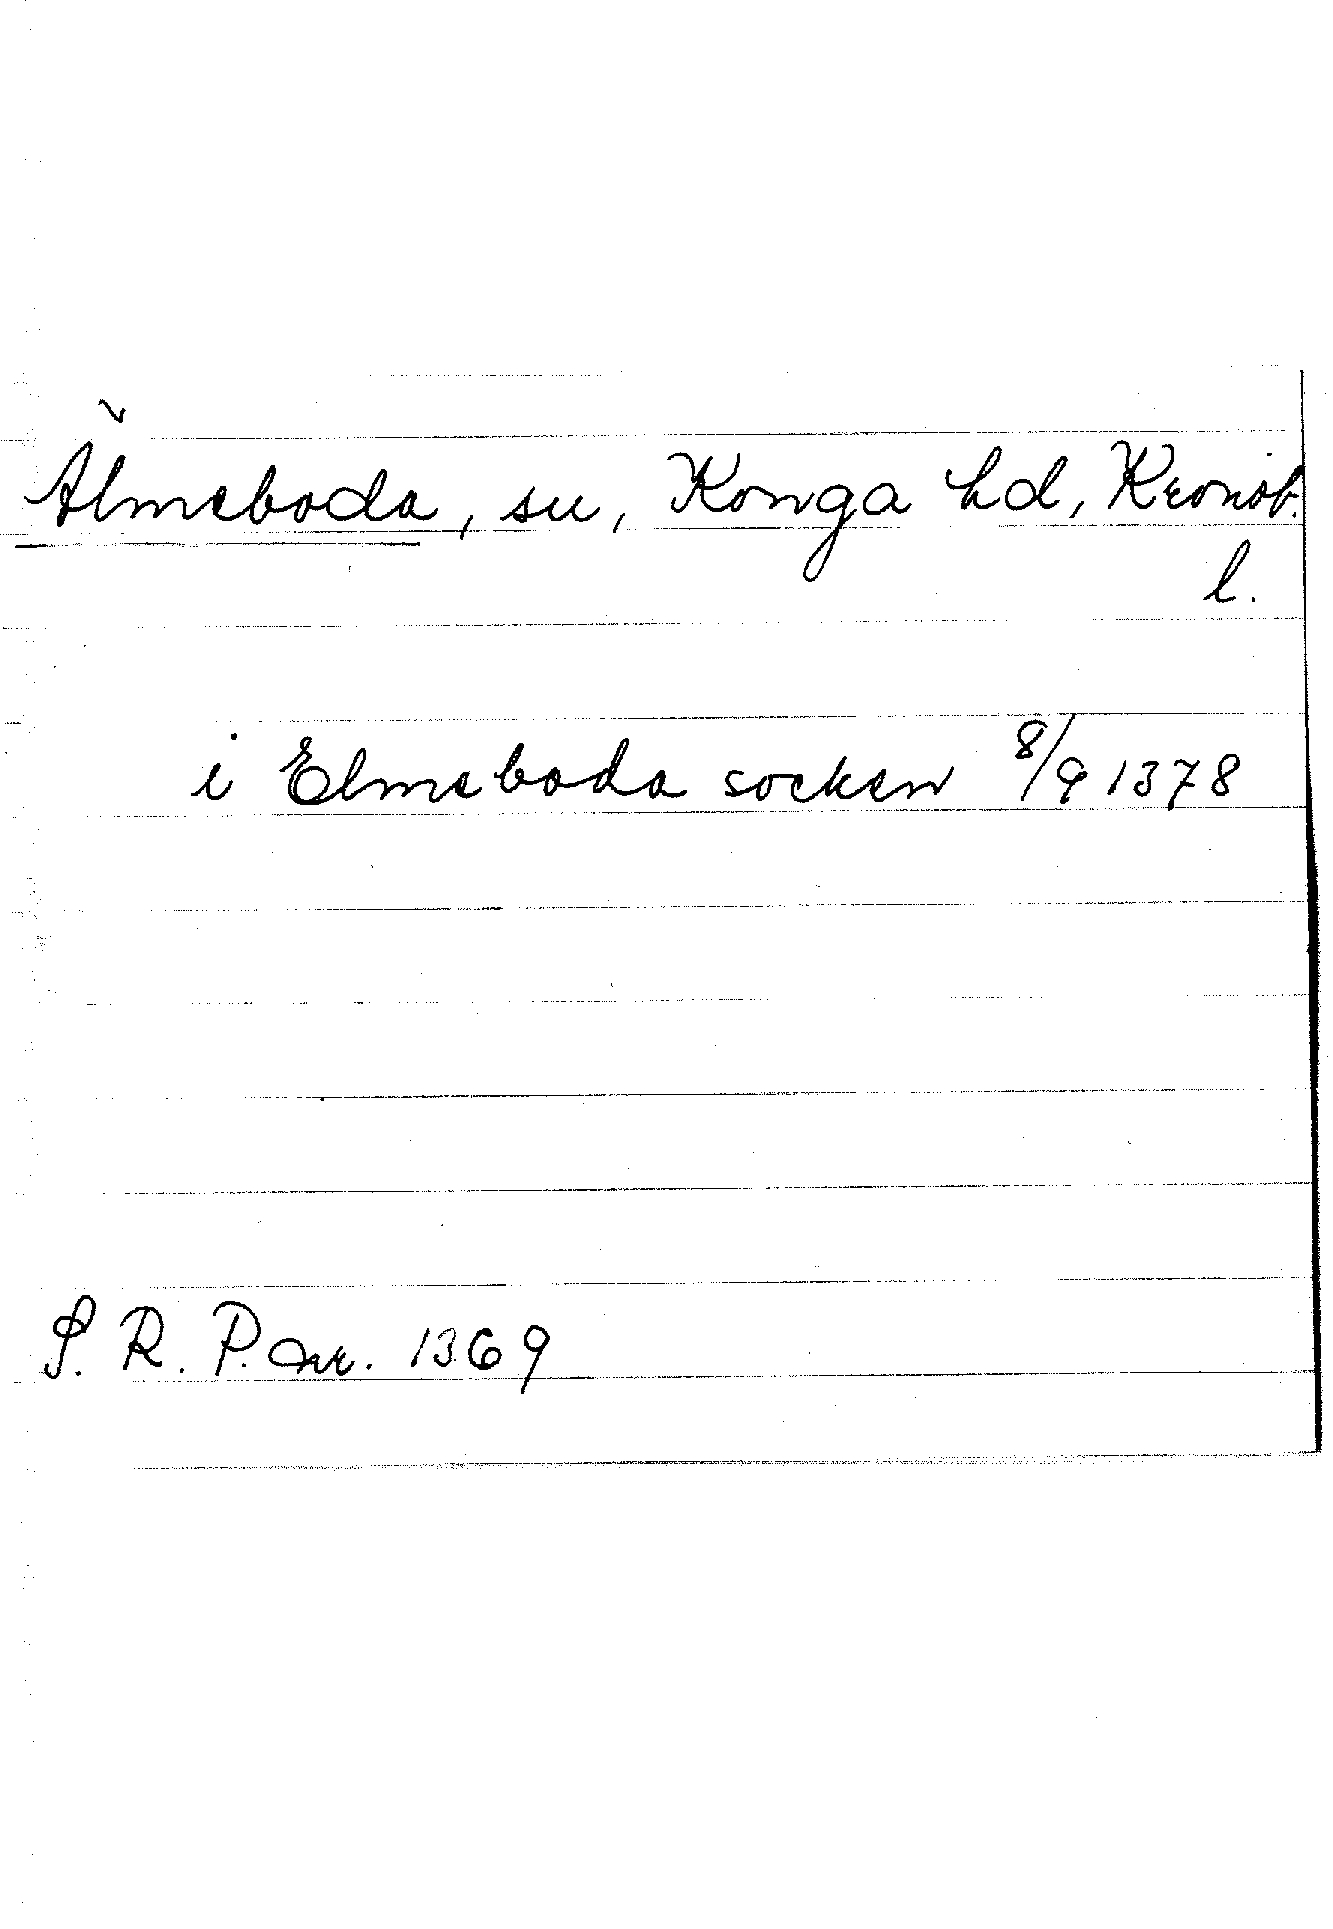 Älmeboda, sn, Konga hd, Kronob.
l.
i Elmeboda socken 8/9 1378
S. R. P. nr. 1369